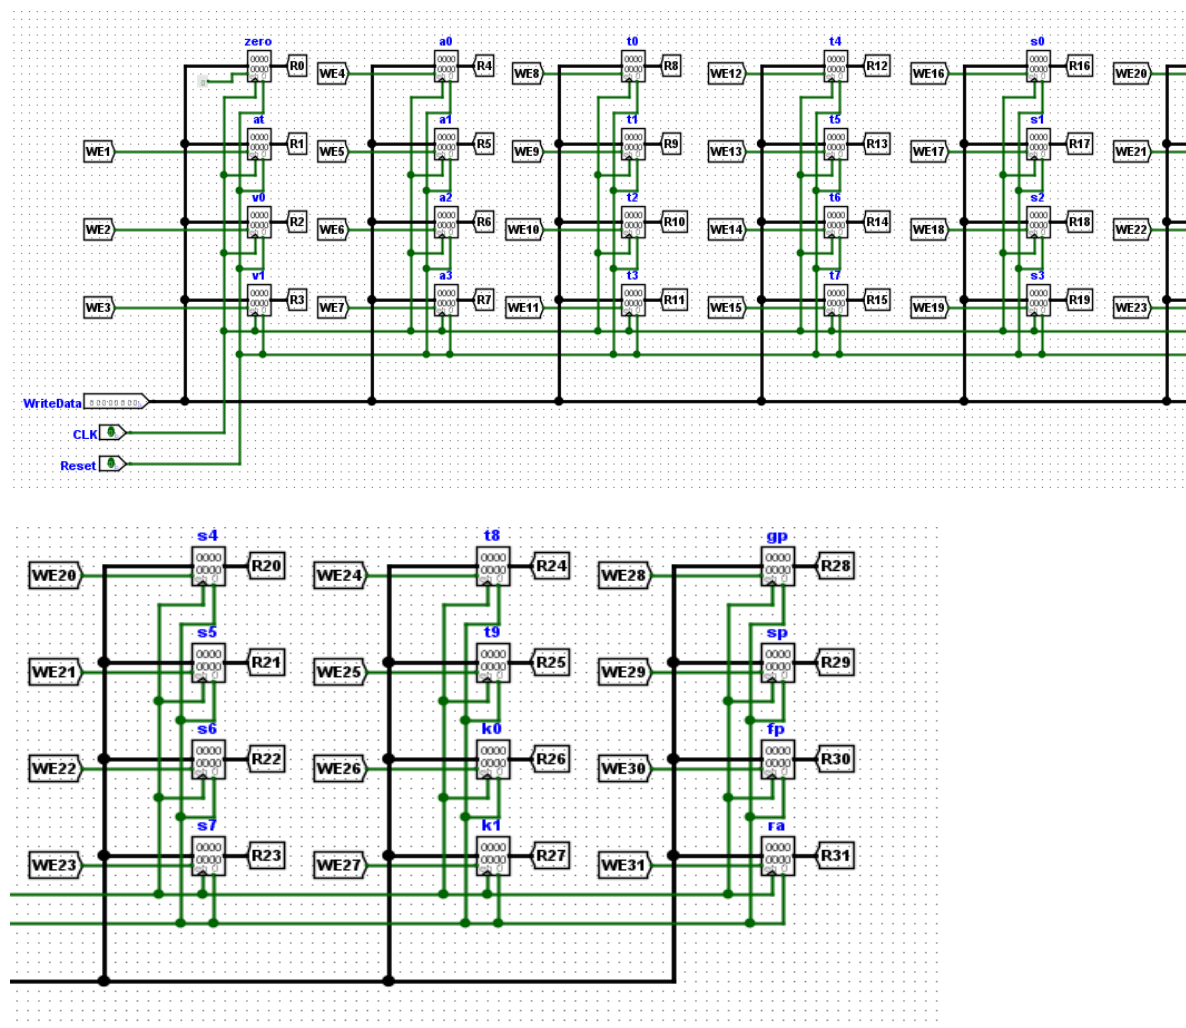 zero a0 t0 t4 s0
R0 WE4 R4 WE8 R8 WE12 R12 WE16 R16 WE20
at a1 t1 t5 s1
WE1 R1 WE5 R5 WE9 R9 WE13 R13 WE17 R17 WE21
v0 a2 t2 t6 s2
WE2 R2 WE6 R6 WE10 R10 WE14 R14 WE18 R18 WE22
v1 a3 t3 t7 s3
WE3 R3 WE7 R7 WE11 R11 WE15 R15 WE19 R19 WE23
WriteData
CLK
Reset
s4 t8 gp
WE20 R20 WE24 R24 WE28 R28
s5 t9 sp
WE21 R21 WE25 R25 WE29 R29
s6 k0 fp
WE22 R22 WE26 R26 WE30 R30
s7 k1 ra
WE23 R23 WE27 R27 WE31 R31